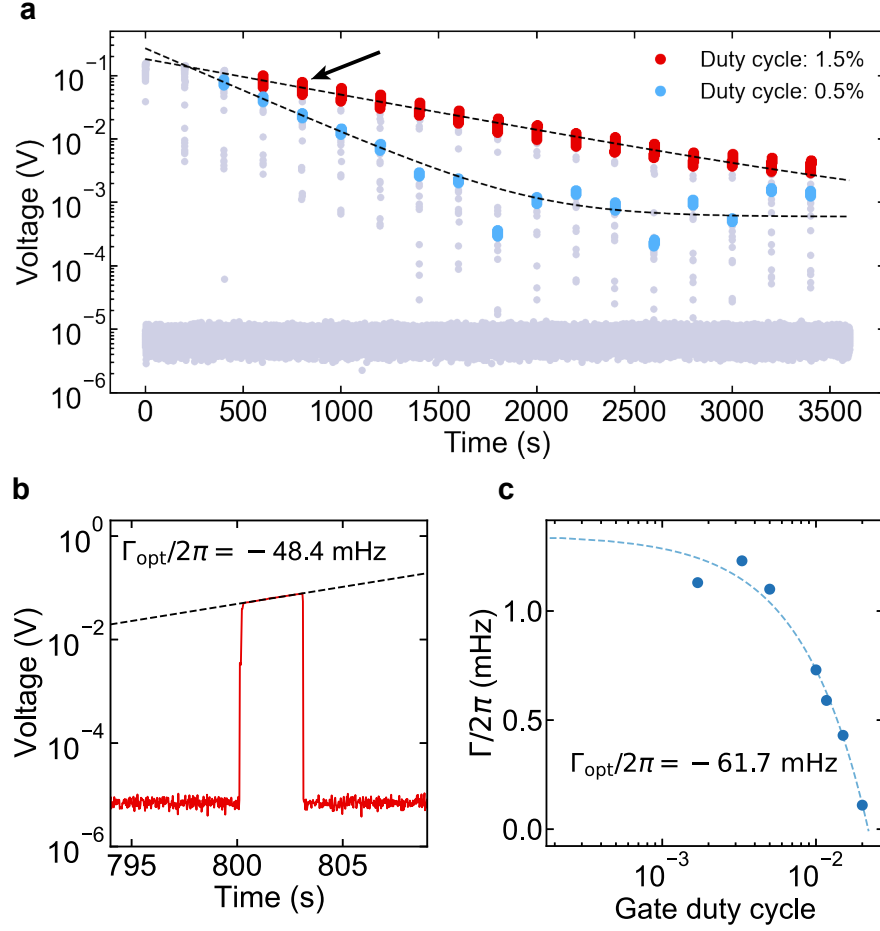 a
Voltage (V)
10⁻¹
10⁻²
10⁻³
10⁻⁴
10⁻⁵
10⁻⁶
Duty cycle: 1.5%
Duty cycle: 0.5%
0 500 1000 1500 2000 2500 3000 3500
Time (s)
b
Voltage (V)
10⁰
10⁻²
10⁻⁴
10⁻⁶
Γopt/2π = − 48.4 mHz
795 800 805
Time (s)
c
Γ/2π (mHz)
1.0
0.5
0.0
Γopt/2π = − 61.7 mHz
10⁻³ 10⁻²
Gate duty cycle